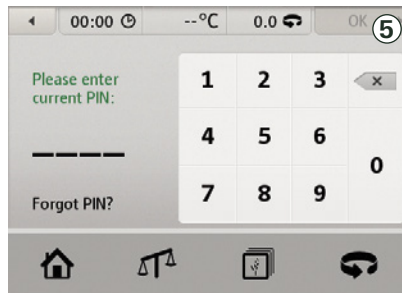 00:00 --°C 0.0 OK 5
Please enter
current PIN:
1 2 3
4 5 6
0
7 8 9
Forgot PIN?